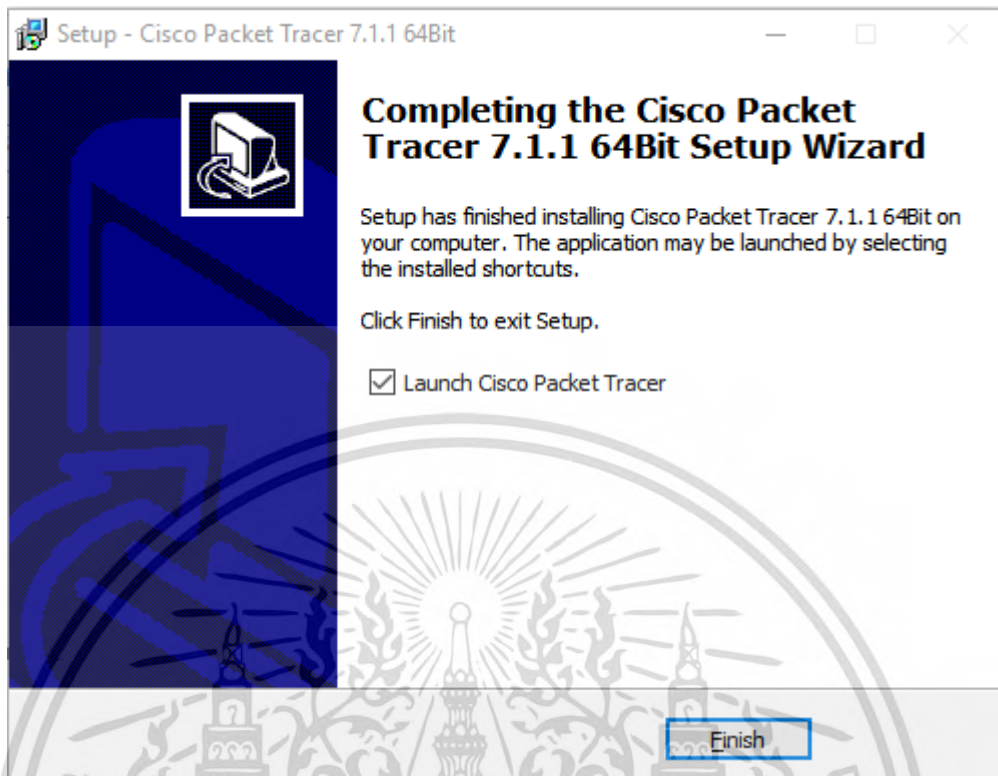 Setup - Cisco Packet Tracer 7.1.1 64Bit
Completing the Cisco Packet
Tracer 7.1.1 64Bit Setup Wizard
Setup has finished installing Cisco Packet Tracer 7.1.1 64Bit on
your computer. The application may be launched by selecting
the installed shortcuts.
Click Finish to exit Setup.
Launch Cisco Packet Tracer
Finish